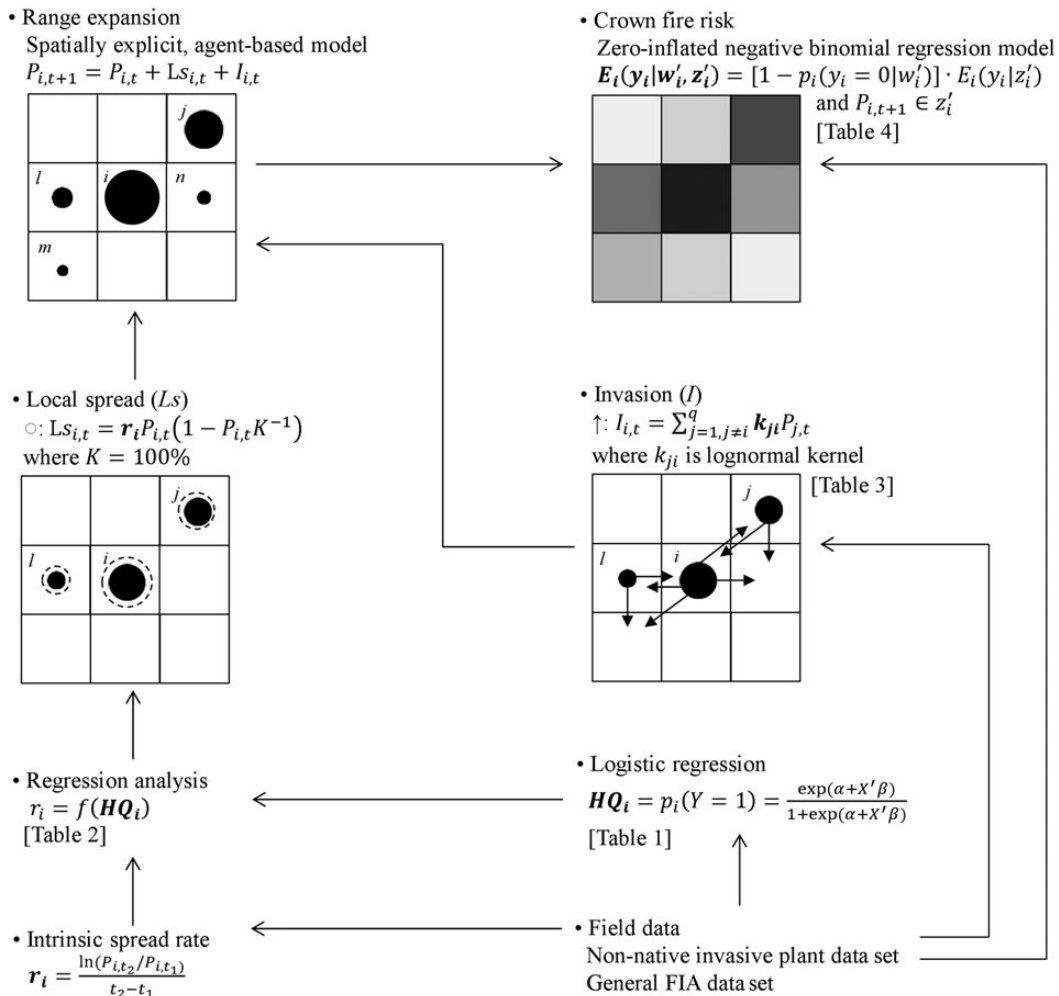 • Range expansion
Spatially explicit, agent-based model
P_{i,t+1} = P_{i,t} + Ls_{i,t} + I_{i,t}
j
l
i
n
m
• Crown fire risk
Zero-inflated negative binomial regression model
E_i(y_i|w′_i, z′_i) = [1 − p_i(y_i = 0|w′_i)] · E_i(y_i|z′_i)
and P_{i,t+1} ∈ z′_i
[Table 4]
• Local spread (Ls)
◌: Ls_{i,t} = r_i P_{i,t}(1 − P_{i,t}K^{−1})
where K = 100%
j
l
i
• Invasion (I)
↑: I_{i,t} = ∑^q_{j=1,j≠i} k_{ji}P_{j,t}
where k_{ji} is lognormal kernel
[Table 3]
j
l
i
• Regression analysis
r_i = f(HQ_i)
[Table 2]
• Logistic regression
HQ_i = p_i(Y = 1) = exp(α+X′β) / 1+exp(α+X′β)
[Table 1]
• Intrinsic spread rate
r_i = ln(P_{i,t_2}/P_{i,t_1}) / t_2−t_1
• Field data
Non-native invasive plant data set
General FIA data set